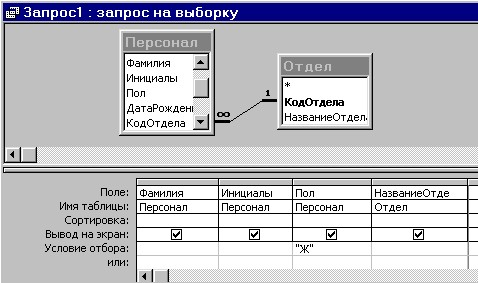 Запрос1 : запрос на выборку
Персонал
Фамилия
Инициалы
Пол
ДатаРожден
КодОтдела
∞
1
Отдел
*
КодОтдела
НазваниеОтдел
Поле: Фамилия Инициалы Пол НазваниеОтде
Имя таблицы: Персонал Персонал Персонал Отдел
Сортировка:
Вывод на экран:
Условие отбора: "Ж"
или: